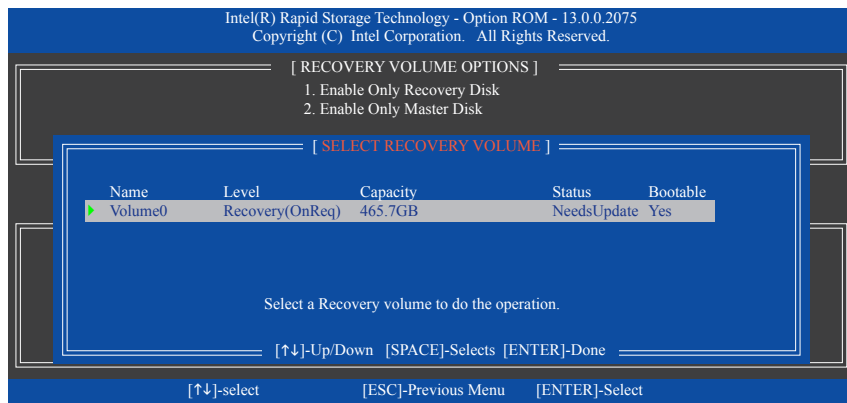 Intel(R) Rapid Storage Technology - Option ROM - 13.0.0.2075
Copyright (C) Intel Corporation. All Rights Reserved.
[ RECOVERY VOLUME OPTIONS ]
1. Enable Only Recovery Disk
2. Enable Only Master Disk
[ SELECT RECOVERY VOLUME ]
Name Level Capacity Status Bootable
Volume0 Recovery(OnReq) 465.7GB NeedsUpdate Yes
Select a Recovery volume to do the operation.
[↑↓]-Up/Down [SPACE]-Selects [ENTER]-Done
[↑↓]-select [ESC]-Previous Menu [ENTER]-Select